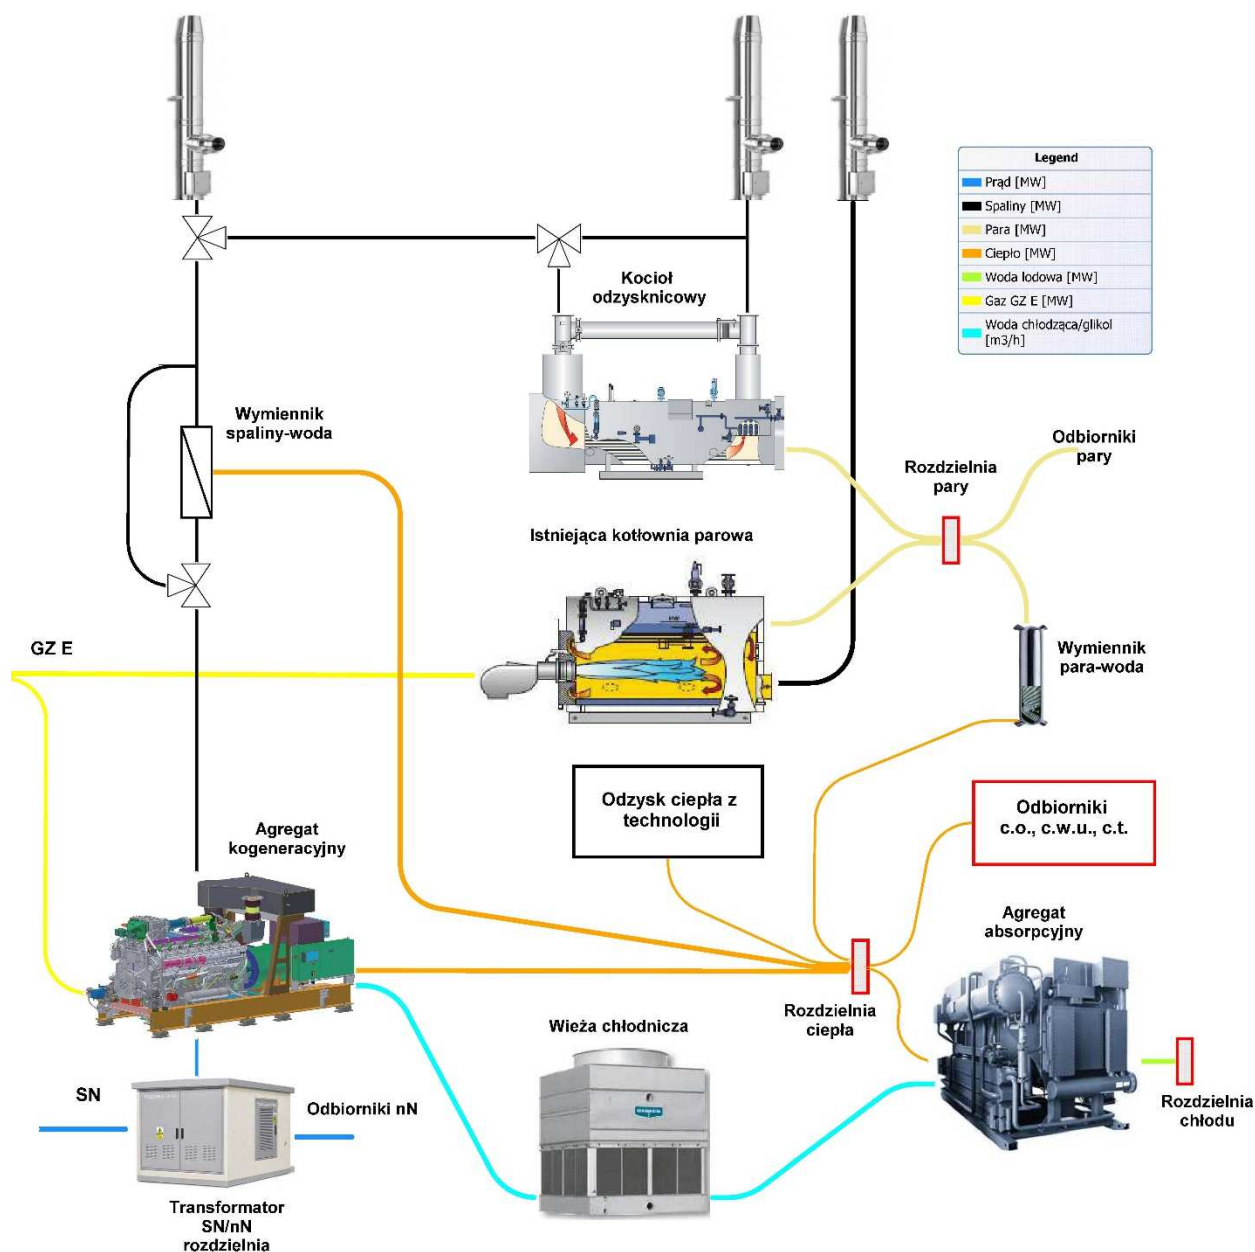 Legend
Prąd [MW]
Spaliny [MW]
Para [MW]
Ciepło [MW]
Woda lodowa [MW]
Gaz GZ E [MW]
Woda chłodząca/glikol
[m3/h]
Kocioł
odzysknicowy
Wymiennik
spaliny-woda
Odbiorniki
pary
Rozdzielnia
pary
Istniejąca kotłownia parowa
GZ E
Wymiennik
para-woda
Odzysk ciepła z
technologii
Odbiorniki
c.o., c.w.u., c.t.
Agregat
kogeneracyjny
Agregat
absorpcyjny
Rozdzielnia
ciepła
Wieża chłodnicza
SN
Odbiorniki nN
Rozdzielnia
chłodu
Transformator
SN/nN
rozdzielnia